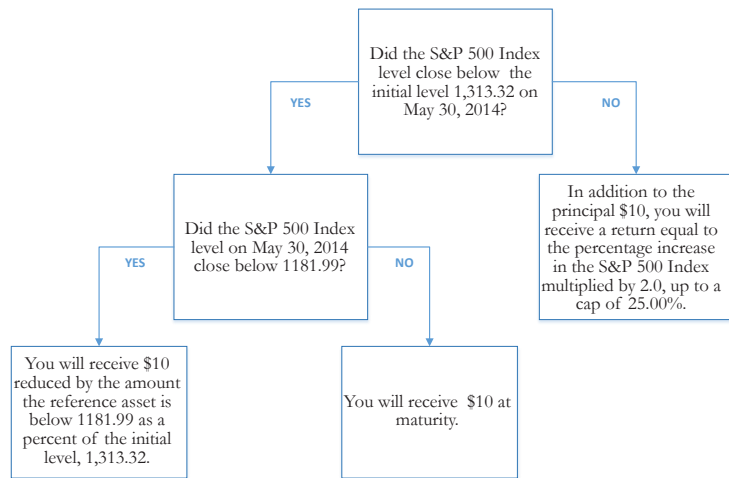 Did the S&P 500 Index
level close below the
initial level 1,313.32 on
May 30, 2014?
YES
NO
Did the S&P 500 Index
level on May 30, 2014
close below 1181.99?
In addition to the
principal $10, you will
receive a return equal to
the percentage increase
in the S&P 500 Index
multiplied by 2.0, up to a
cap of 25.00%.
YES
NO
You will receive $10
reduced by the amount
the reference asset is
below 1181.99 as a
percent of the initial
level, 1,313.32.
You will receive $10 at
maturity.